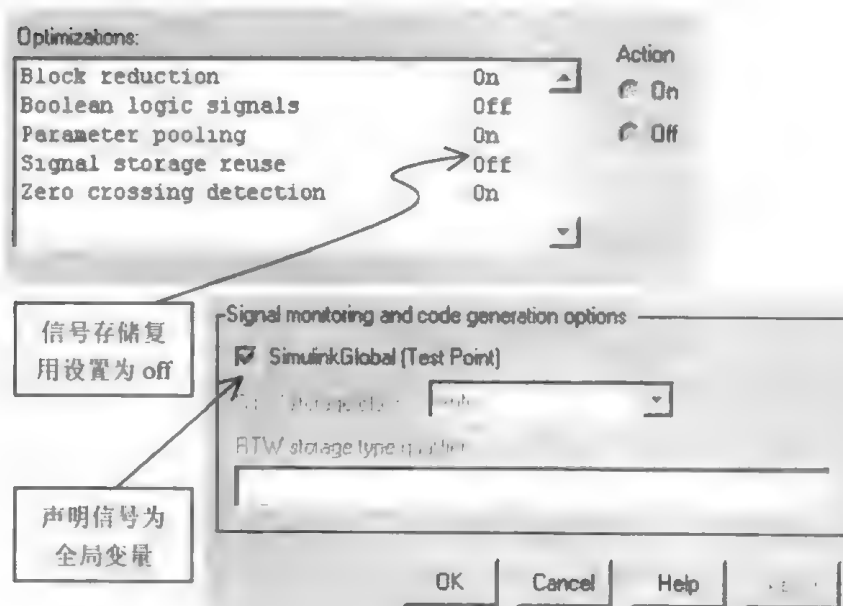 Optimizations:
Block reduction On
Boolean logic signals Off
Parameter pooling On
Signal storage reuse Off
Zero crossing detection On
Action
On
Off
信号存储复
用设置为 off
Signal monitoring and code generation options
SimulinkGlobal (Test Point)
RTW storage type
声明信号为
全局变量
OK Cancel Help